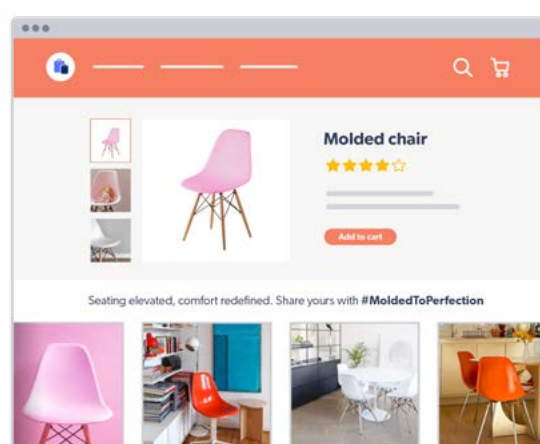 Molded chair
Add to cart
Seating elevated, comfort redefined. Share yours with #MoldedToPerfection